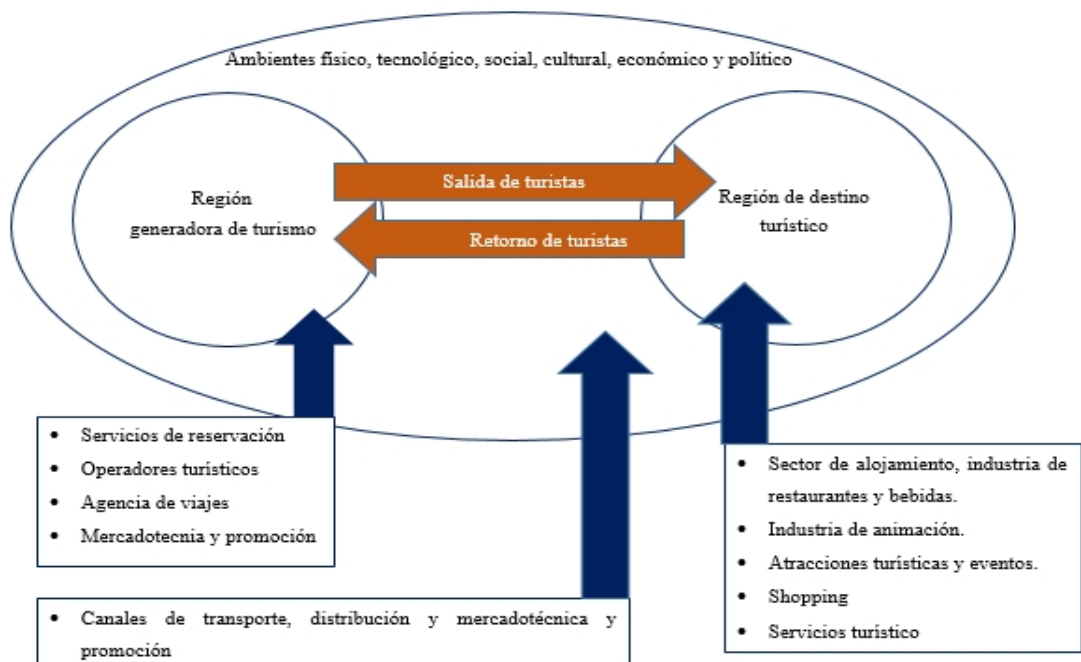 Ambientes físico, tecnológico, social, cultural, económico y político
Región
generadora de turismo
Salida de turistas
Retorno de turistas
Región de destino
turístico
• Servicios de reservación
• Operadores turísticos
• Agencia de viajes
• Mercadotecnia y promoción
• Canales de transporte, distribución y mercadotécnica y
promoción
• Sector de alojamiento, industria de
restaurantes y bebidas.
• Industria de animación.
• Atracciones turísticas y eventos.
• Shopping
• Servicios turístico